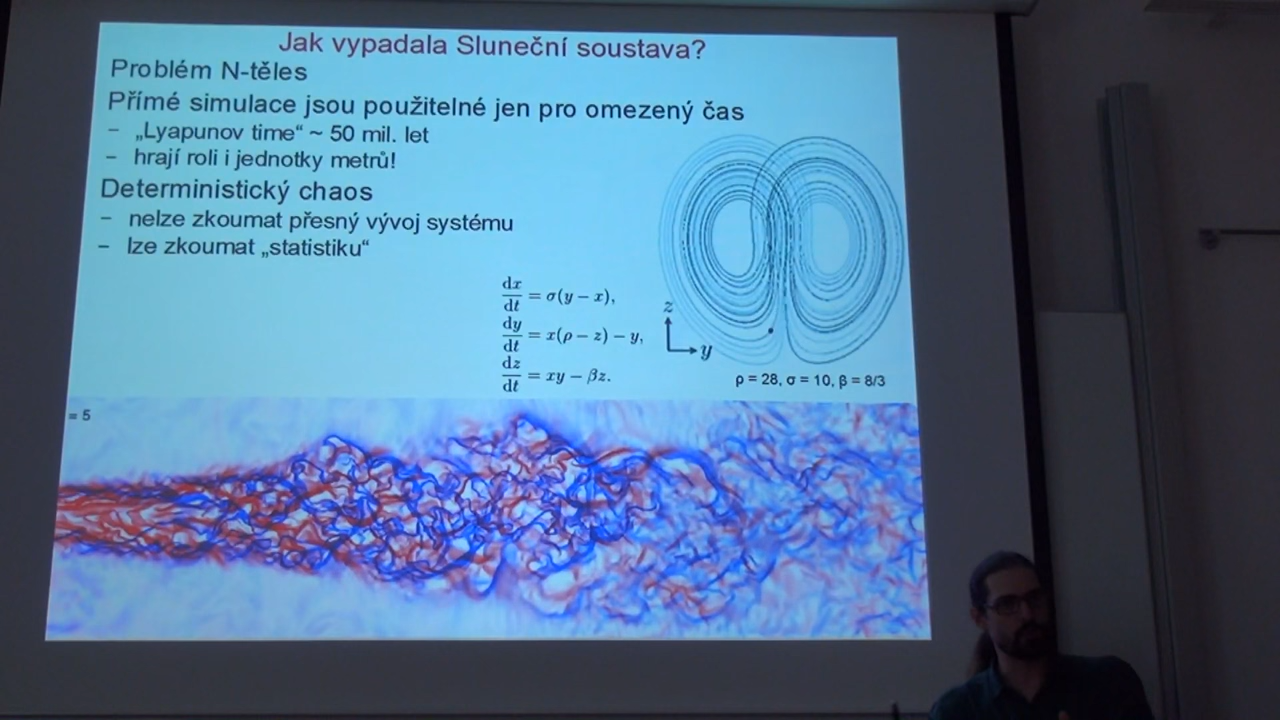 Jak vypadala Sluneční soustava?
Problém N-těles
Přímé simulace jsou použitelné jen pro omezený čas
– „Lyapunov time“ ~ 50 mil. let
– hrají roli i jednotky metrů!
Deterministický chaos
– nelze zkoumat přesný vývoj systému
– lze zkoumat „statistiku“
dx/dt = σ(y − x),
dy/dt = x(ρ − z) − y,
dz/dt = xy − βz.
z
y
ρ = 28, σ = 10, β = 8/3
= 5